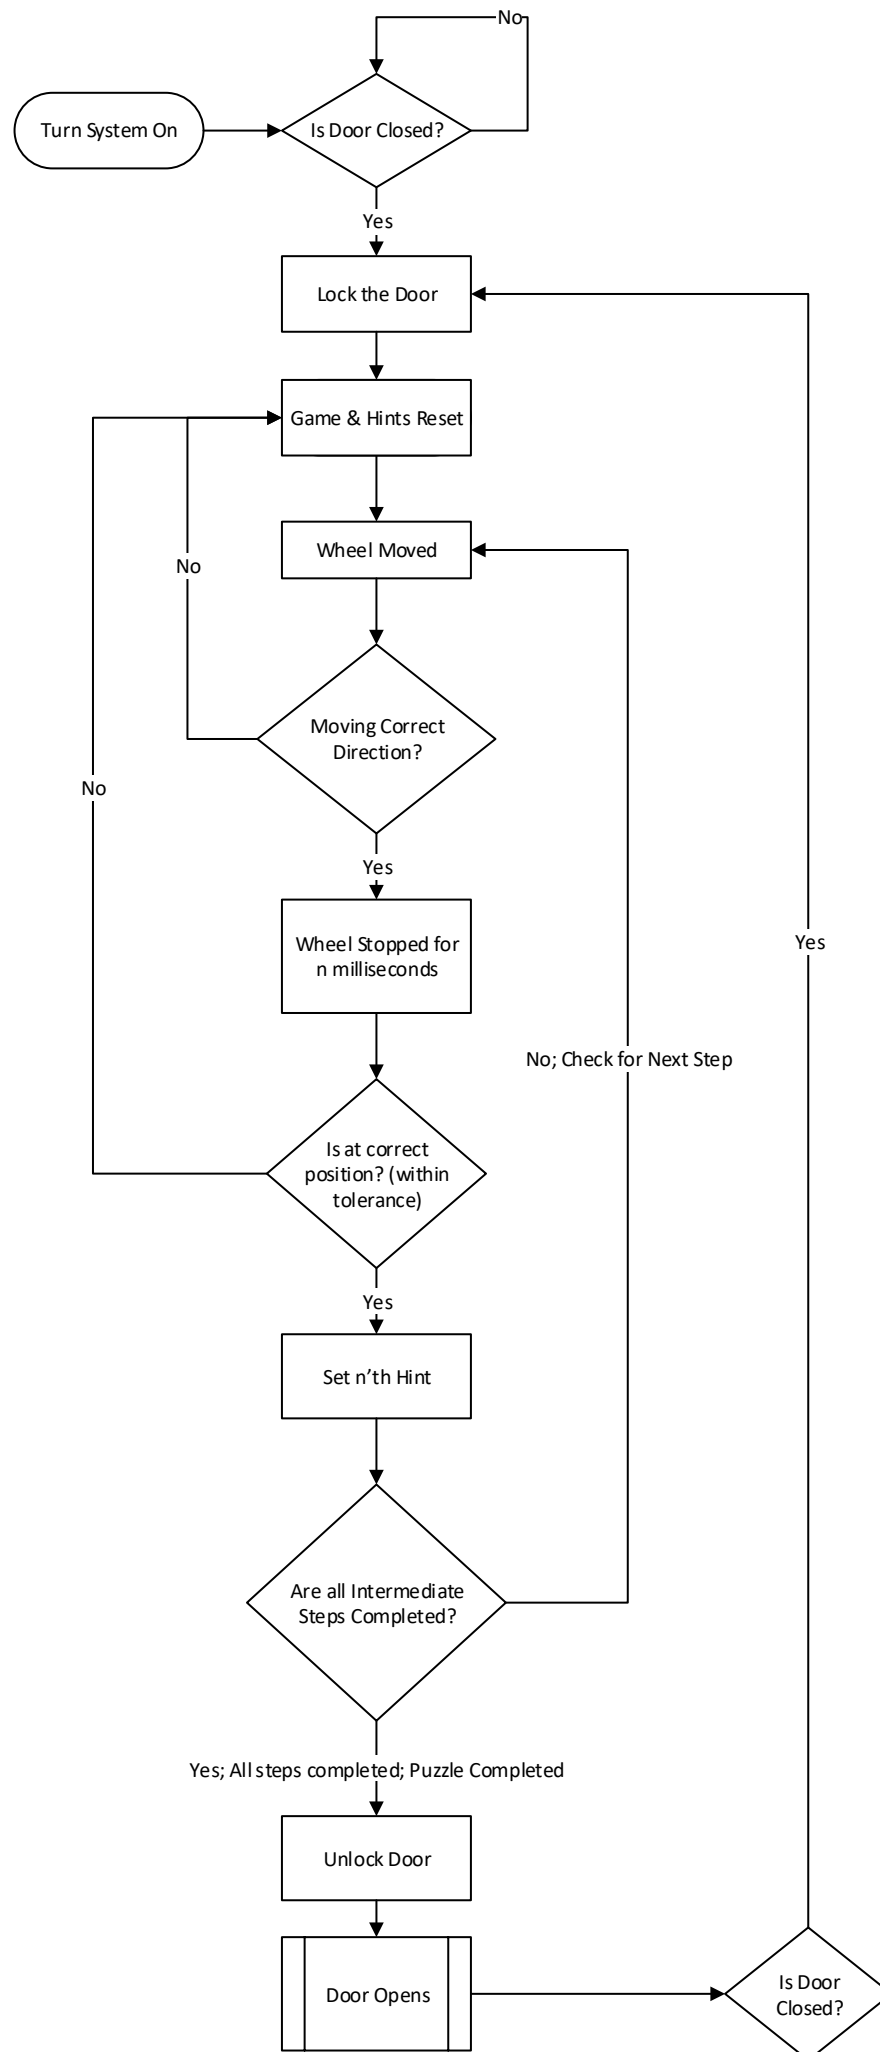 No
Turn System On
Is Door Closed?
Yes
Lock the Door
Game & Hints Reset
Wheel Moved
No
Moving Correct
Direction?
No
Yes
Wheel Stopped for
n milliseconds
Yes
No; Check for Next Step
Is at correct
position? (within
tolerance)
Yes
Set n’th Hint
Are all Intermediate
Steps Completed?
Yes; All steps completed; Puzzle Completed
Unlock Door
Door Opens
Is Door
Closed?